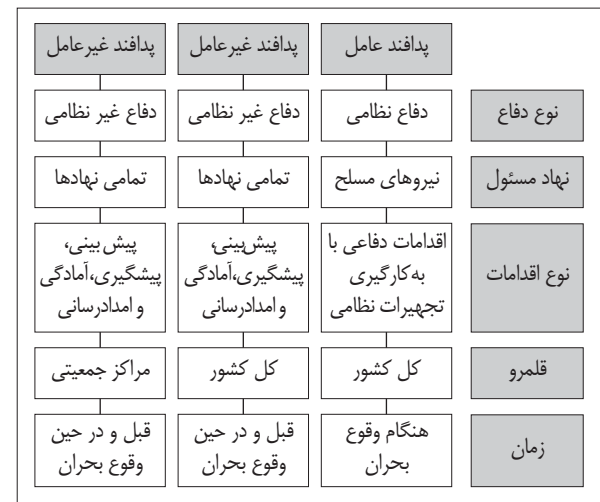 پدافند عامل
پدافند غیرعامل
پدافند غیرعامل
نوع دفاع
دفاع نظامی
دفاع غیر نظامی
دفاع غیر نظامی
نهاد مسئول
نیروهای مسلح
تمامی نهادها
تمامی نهادها
نوع اقدامات
اقدامات دفاعی با
به‌کارگیری
تجهیزات نظامی
پیش‌بینی،
پیشگیری،آمادگی
و امدادرسانی
پیش‌بینی،
پیشگیری،آمادگی
و امدادرسانی
قلمرو
کل کشور
کل کشور
مراکز جمعیتی
زمان
هنگام وقوع
بحران
قبل و در حین
وقوع بحران
قبل و در حین
وقوع بحران